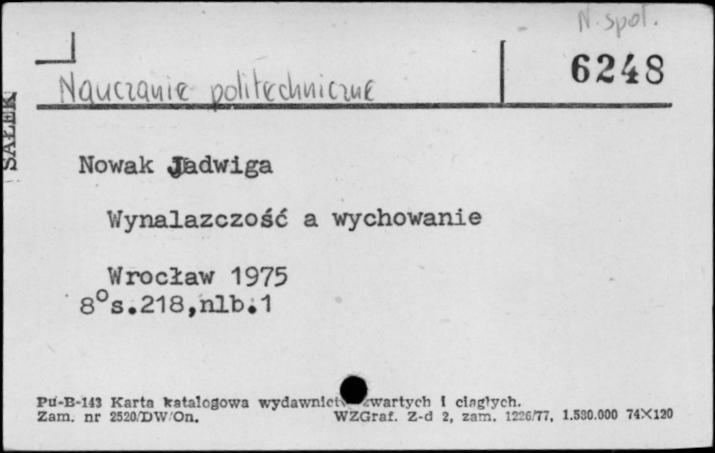 N. społ.
6248
Nauczanie politechniczne
SAŁEK
Nowak Jadwiga
Wynalazczość a wychowanie
Wrocław 1975
8° s.218,nlb.1
Pu-B-143 Karta katalogowa wydawnictw zwartych i ciągłych.
Zam. nr 2520/DW/On. WZGraf. Z-d 2, zam. 1226/77, 1.530.000 74X120